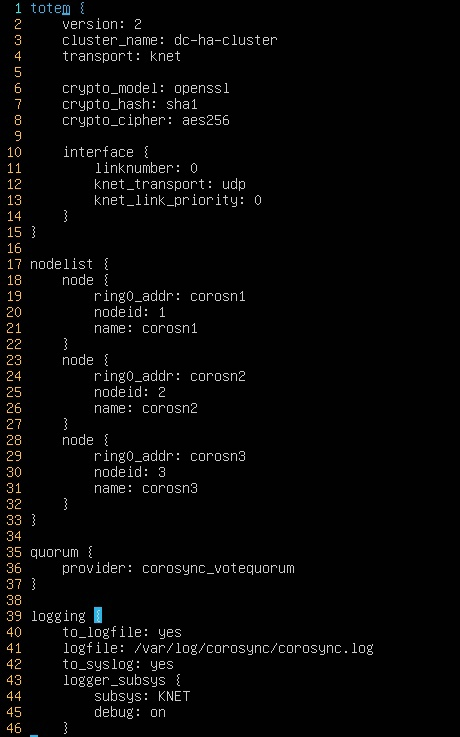 1 totem {
2     version: 2
3     cluster_name: dc-ha-cluster
4     transport: knet
5
6     crypto_model: openssl
7     crypto_hash: sha1
8     crypto_cipher: aes256
9
10     interface {
11         linknumber: 0
12         knet_transport: udp
13         knet_link_priority: 0
14     }
15 }
16
17 nodelist {
18     node {
19         ring0_addr: corosn1
20         nodeid: 1
21         name: corosn1
22     }
23     node {
24         ring0_addr: corosn2
25         nodeid: 2
26         name: corosn2
27     }
28     node {
29         ring0_addr: corosn3
30         nodeid: 3
31         name: corosn3
32     }
33 }
34
35 quorum {
36     provider: corosync_votequorum
37 }
38
39 logging {
40     to_logfile: yes
41     logfile: /var/log/corosync/corosync.log
42     to_syslog: yes
43     logger_subsys {
44         subsys: KNET
45         debug: on
46     }